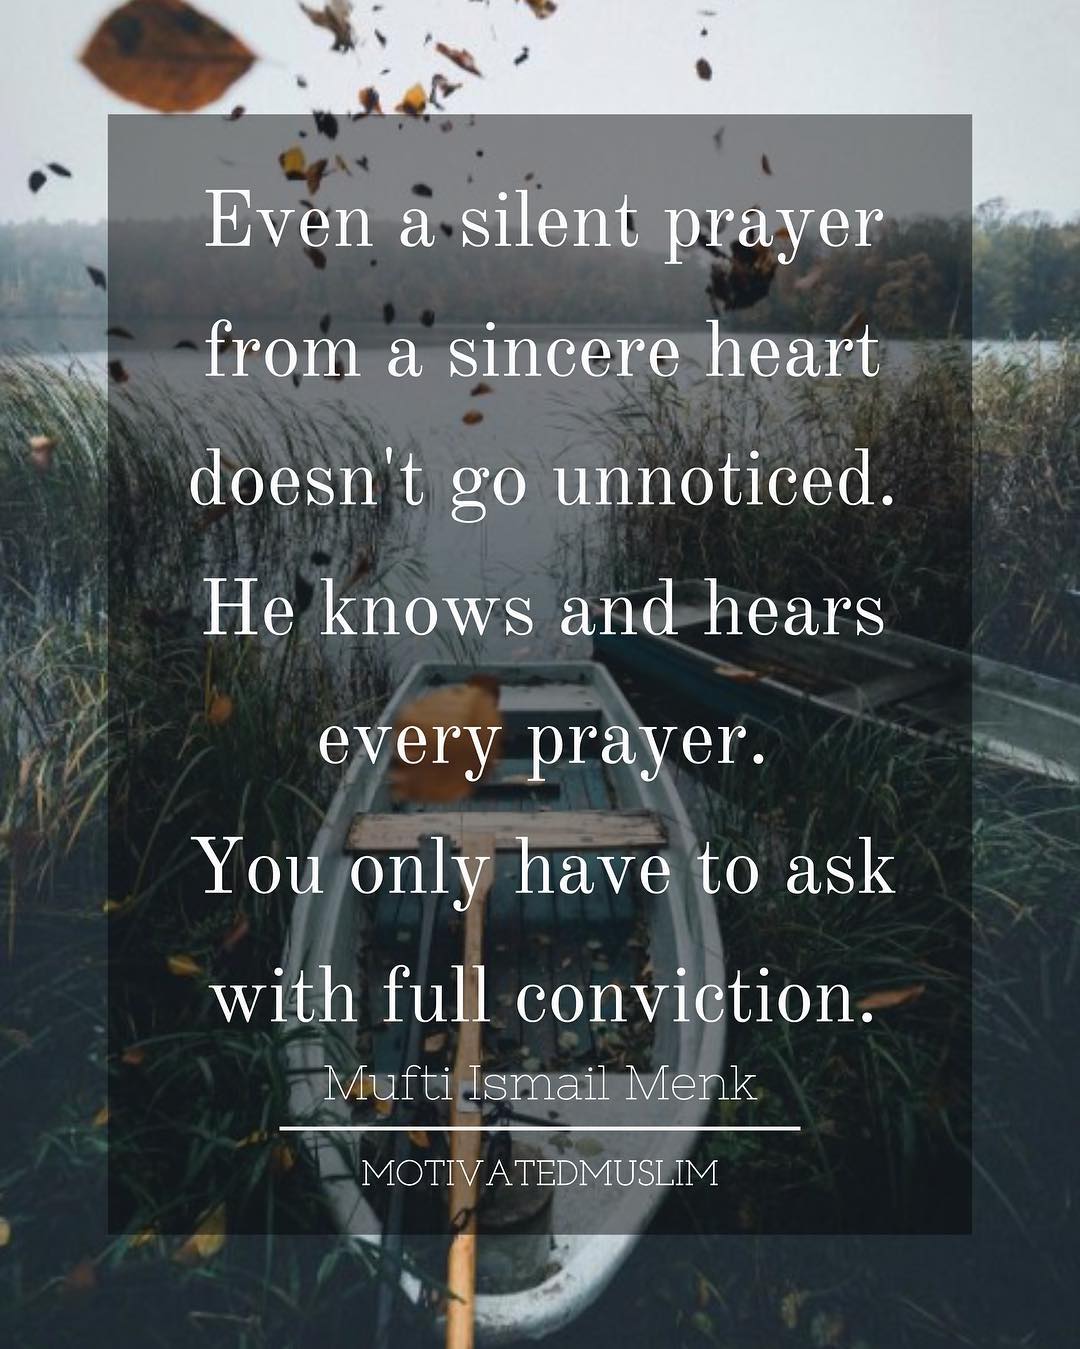 Even a silent prayer
from a sincere heart
doesn't go unnoticed.
He knows and hears
every prayer.
You only have to ask
with full conviction.
Mufti Ismail Menk
MOTIVATEDMUSLIM